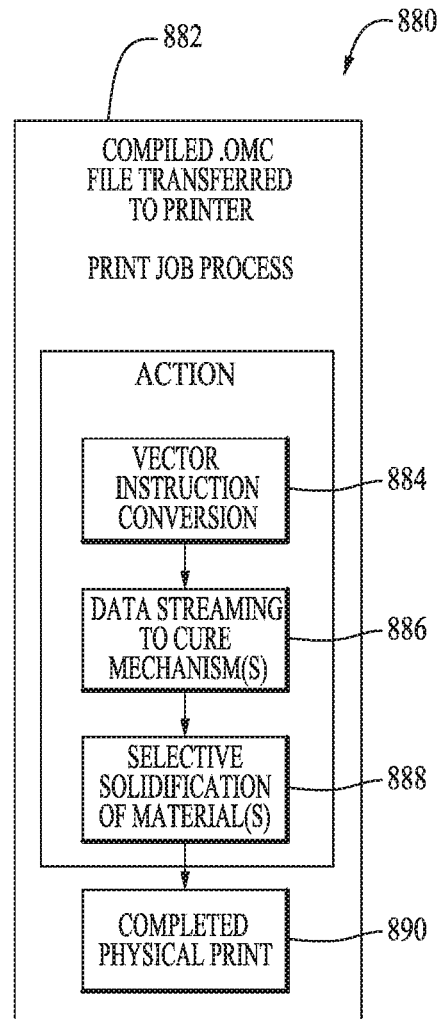 880
882
COMPILED .OMC
FILE TRANSFERRED
TO PRINTER
PRINT JOB PROCESS
ACTION
VECTOR
INSTRUCTION
CONVERSION
884
DATA STREAMING
TO CURE
MECHANISM(S)
886
SELECTIVE
SOLIDIFICATION
OF MATERIAL(S)
888
COMPLETED
PHYSICAL PRINT
890